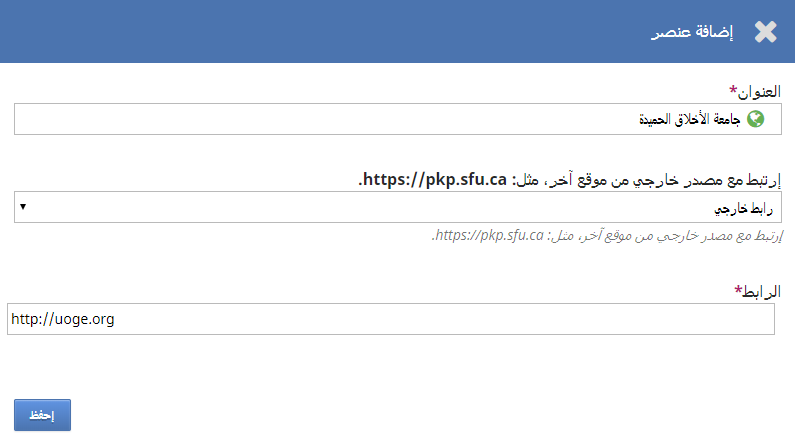 إضافة عنصر
العنوان*
جامعة الأخلاق الحميدة
إرتبط مع مصدر خارجي من موقع آخر، مثل: https://pkp.sfu.ca.
رابط خارجي
إرتبط مع مصدر خارجي من موقع آخر، مثل: https://pkp.sfu.ca.
الرابط*
http://uoge.org
إحفظ